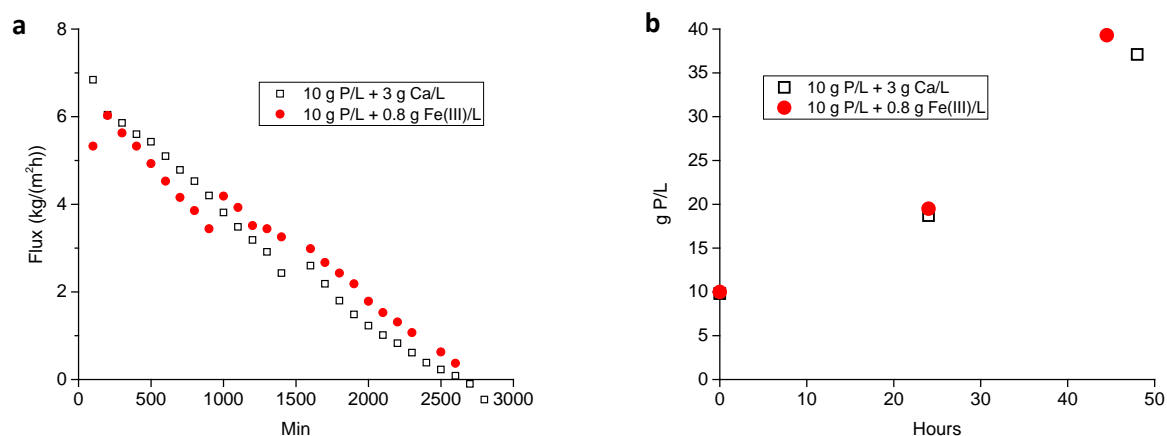 a
8
6
4
2
0
Flux (kg/(m²h))
10 g P/L + 3 g Ca/L
10 g P/L + 0.8 g Fe(III)/L
0 500 1000 1500 2000 2500 3000
Min
b
40
35
30
25
20
15
10
5
0
g P/L
10 g P/L + 3 g Ca/L
10 g P/L + 0.8 g Fe(III)/L
0 10 20 30 40 50
Hours